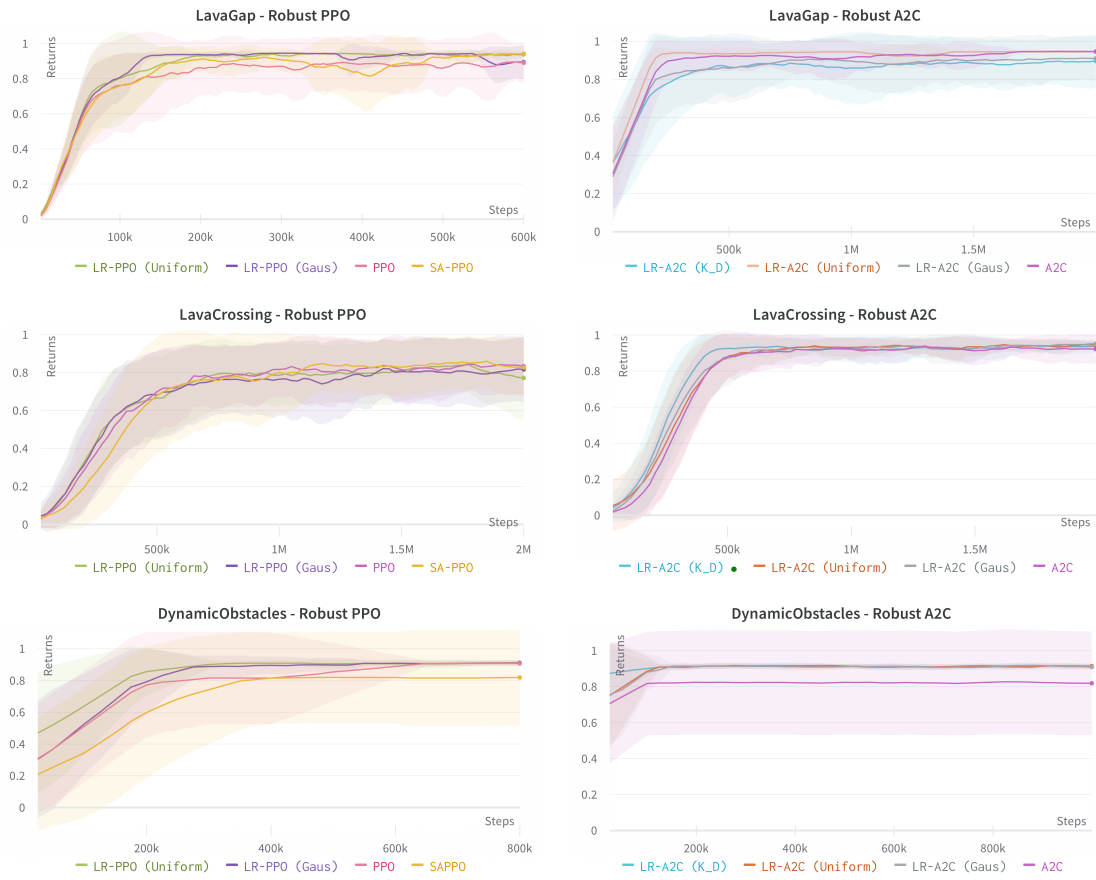 LavaGap - Robust PPO
Returns
1
0.8
0.6
0.4
0.2
0
Steps
100k 200k 300k 400k 500k 600k
LR-PPO (Uniform) LR-PPO (Gaus) PPO SA-PPO
LavaGap - Robust A2C
Returns
1
0.8
0.6
0.4
0.2
0
Steps
500k 1M 1.5M
LR-A2C (K_D) LR-A2C (Uniform) LR-A2C (Gaus) A2C
LavaCrossing - Robust PPO
Returns
1
0.8
0.6
0.4
0.2
0
Steps
500k 1M 1.5M 2M
LR-PPO (Uniform) LR-PPO (Gaus) PPO SA-PPO
LavaCrossing - Robust A2C
Returns
1
0.8
0.6
0.4
0.2
0
Steps
500k 1M 1.5M
LR-A2C (K_D) LR-A2C (Uniform) LR-A2C (Gaus) A2C
DynamicObstacles - Robust PPO
Returns
1
0.8
0.6
0.4
0.2
0
Steps
200k 400k 600k 800k
LR-PPO (Uniform) LR-PPO (Gaus) PPO SAPPO
DynamicObstacles - Robust A2C
Returns
1
0.8
0.6
0.4
0.2
0
Steps
200k 400k 600k 800k
LR-A2C (K_D) LR-A2C (Uniform) LR-A2C (Gaus) A2C